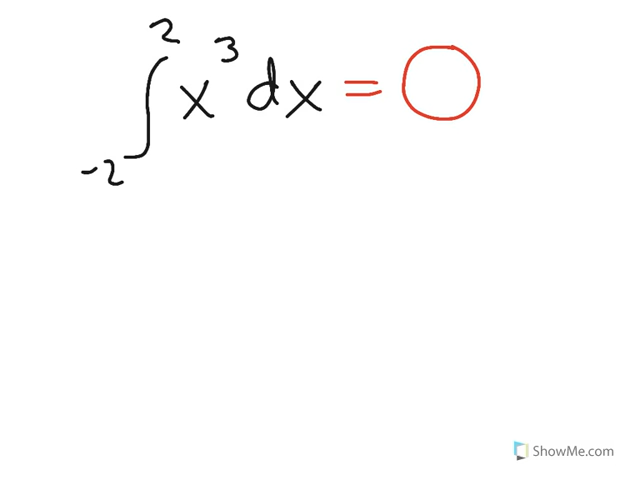 ∫_{-2}^{2} x^3 dx = 0
ShowMe.com